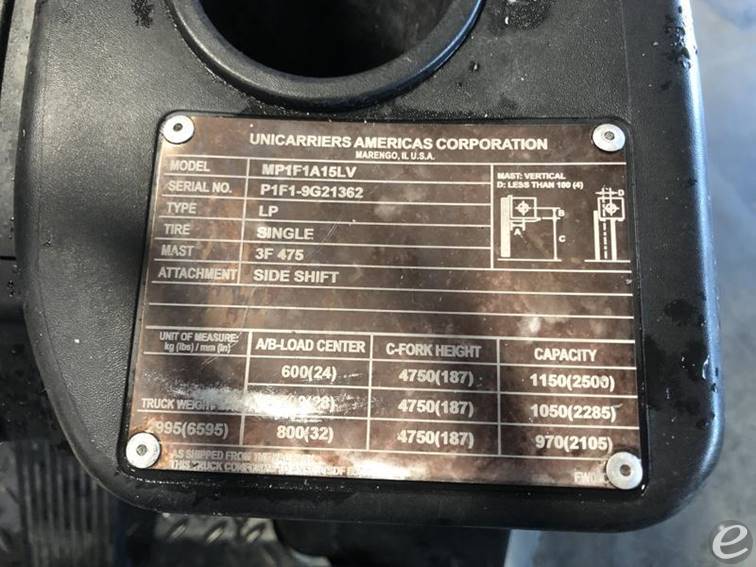 UNICARRIERS AMERICAS CORPORATION
MARENGO, IL U.S.A.
MODEL MP1F1A15LV
SERIAL NO. P1F1-9G21362
TYPE LP
TIRE SINGLE
MAST 3F 475
ATTACHMENT SIDE SHIFT
MAST: VERTICAL
D: LESS THAN 100 (4)
D
B
A
C
UNIT OF MEASURE:
kg (lbs) / mm (in)
A/B-LOAD CENTER C-FORK HEIGHT CAPACITY
600(24) 4750(187) 1150(2500)
4750(187) 1050(2285)
TRUCK WEIGHT
2995(6595) 800(32) 4750(187) 970(2105)
AS SHIPPED FROM
THIS TRUCK
e